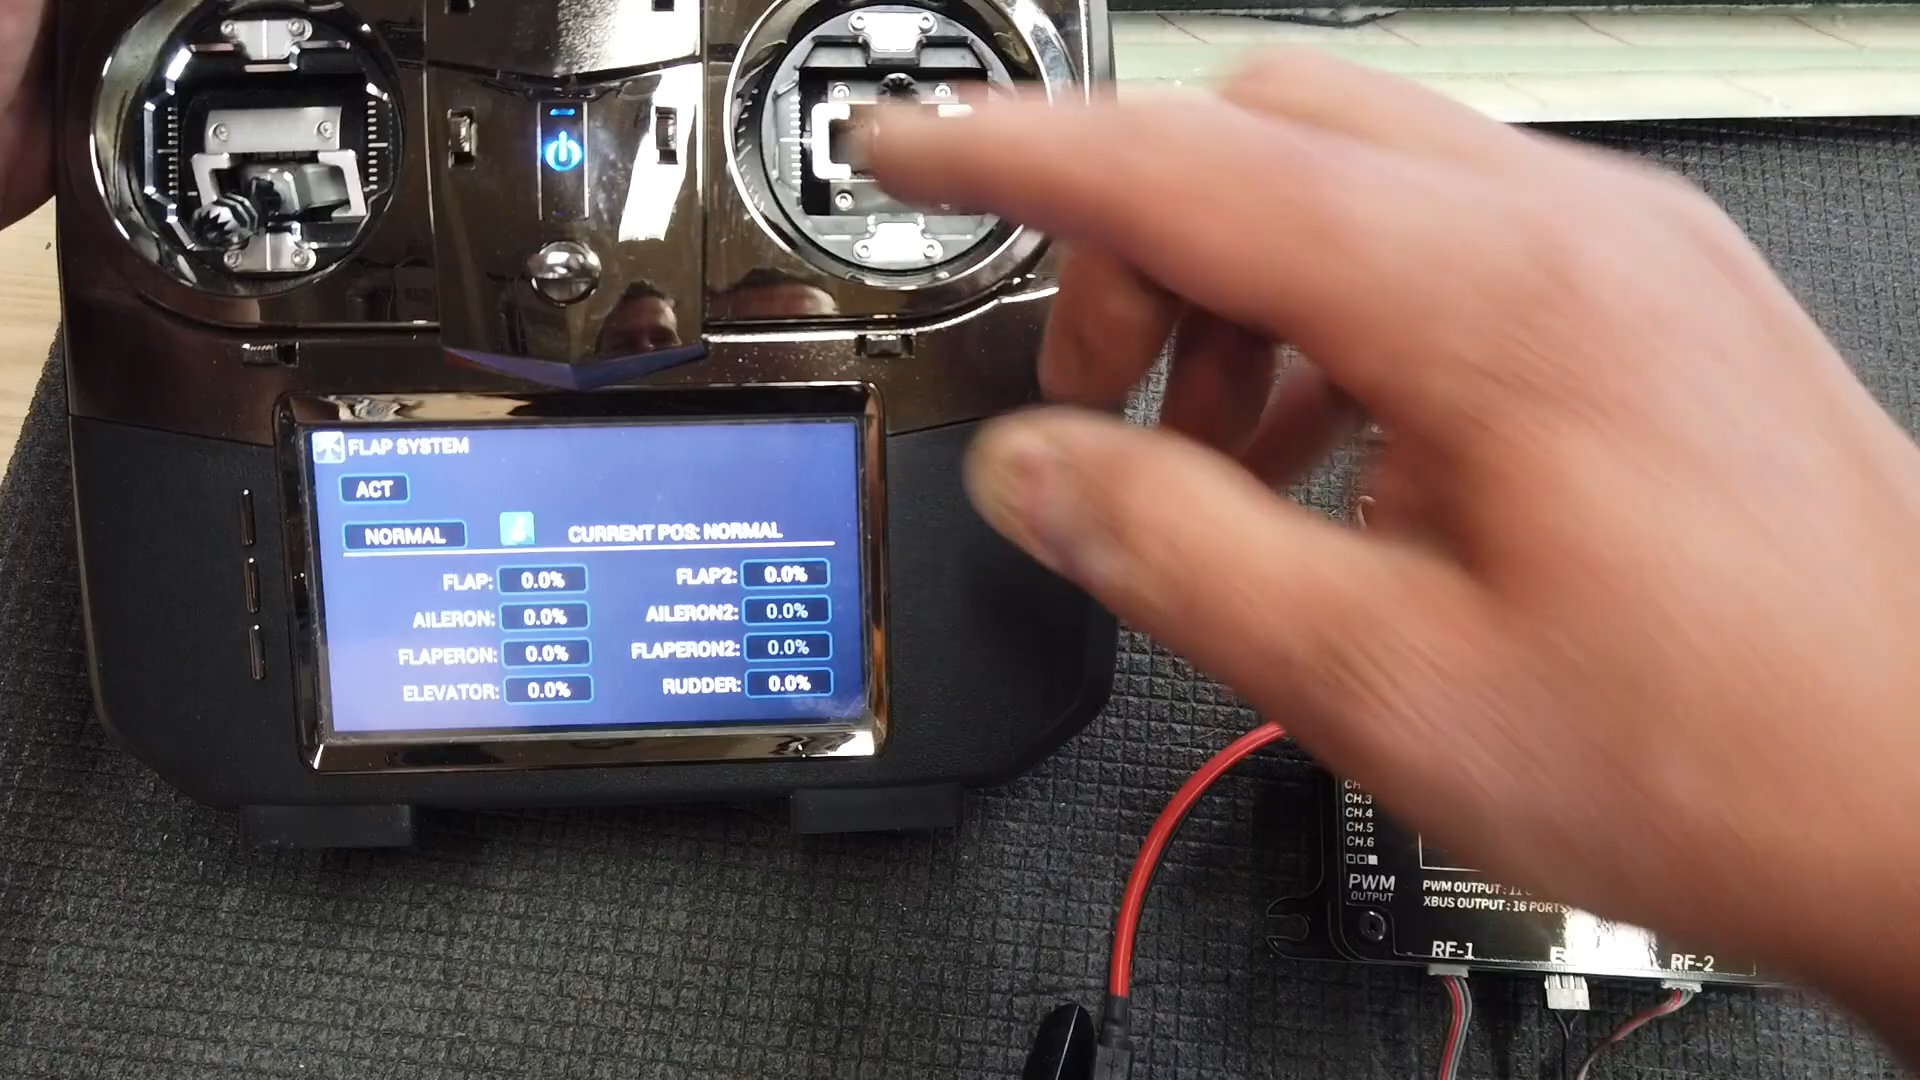 FLAP SYSTEM
ACT
NORMAL CURRENT POS: NORMAL
FLAP: 0.0% FLAP2: 0.0%
AILERON: 0.0% AILERON2: 0.0%
FLAPERON: 0.0% FLAPERON2: 0.0%
ELEVATOR: 0.0% RUDDER: 0.0%
CH.3
CH.4
CH.5
CH.6
PWM
OUTPUT
PWM OUTPUT :
XBUS OUTPUT : 16 PORTS
RF-1
RF-2